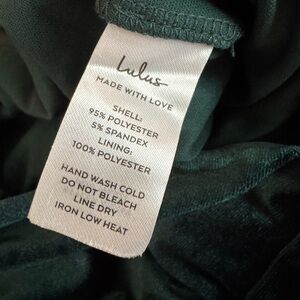 Lulus
MADE WITH LOVE
SHELL:
95% POLYESTER
5% SPANDEX
LINING:
100% POLYESTER
HAND WASH COLD
DO NOT BLEACH
LINE DRY
IRON LOW HEAT